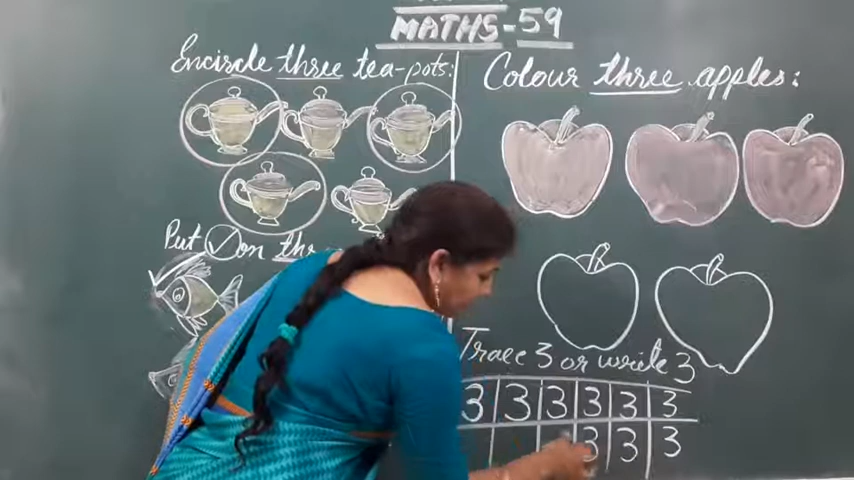 MATHS-59
Encircle three tea-pots:
Colour three apples:
Put ✓ on the
Trace 3 or write 3
3 3 3 3 3 3
3 3 3